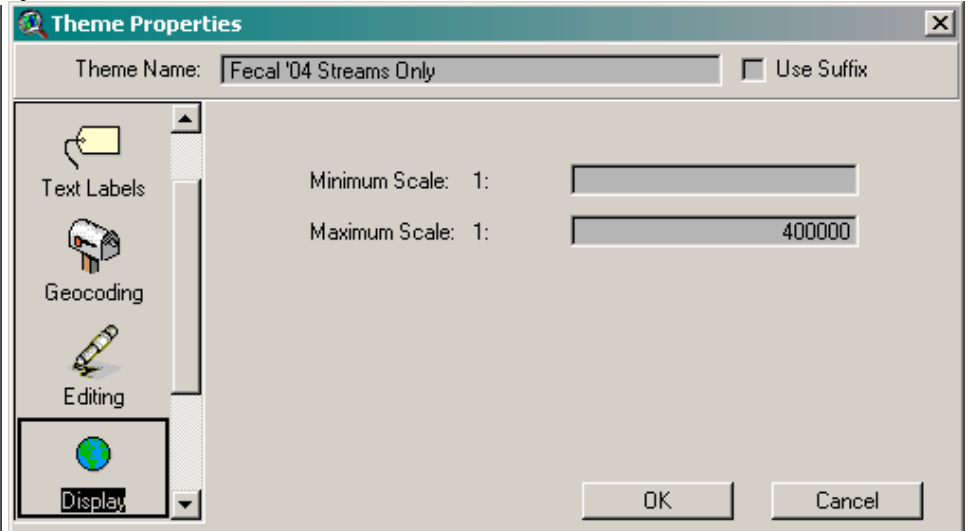 Theme Properties
Theme Name: Fecal '04 Streams Only Use Suffix
Text Labels
Geocoding
Editing
Display
Minimum Scale: 1:
Maximum Scale: 1: 400000
OK Cancel